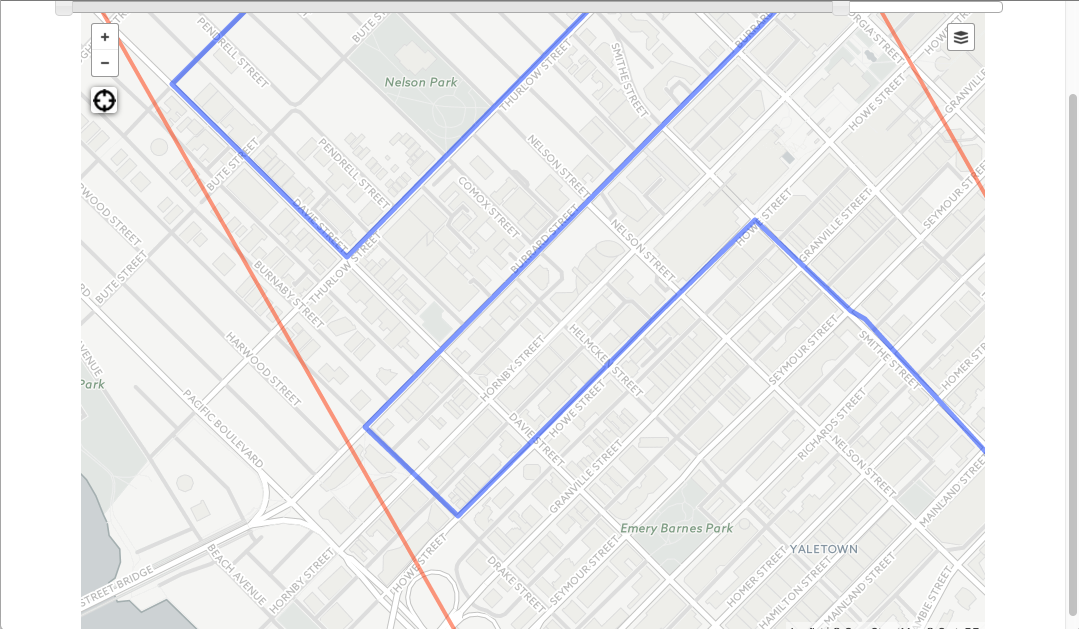 +
−
PENDRELL STREET
BUTE STREET
Nelson Park
THURLOW STREET
SMITHE STREET
BURRARD
HOWE STREET
GRANVILLE
BUTE STREET
PENDRELL STREET
NELSON STREET
COMOX STREET
DAVIE STREET
THURLOW STREET
BURRARD STREET
NELSON STREET
HOWE STREET
GRANVILLE STREET
SEYMOUR STREET
HARWOOD STREET
BUTE STREET
BURNABY STREET
HARWOOD STREET
HORNBY STREET
HELMCKEN STREET
SEYMOUR STREET
SMITHE STREET
HOMER STR
Park
PACIFIC BOULEVARD
DAVIE STREET
HOWE STREET
RICHARDS STREET
NELSON STREET
GRANVILLE STREET
MAINLAND STREET
Emery Barnes Park
YALETOWN
BEACH AVENUE
STREET-BRIDGE
HORNBY STREET
HOWE STREET
DRAKE STREET
SEYMOUR STREET
HOMER STREET
HAMILTON STREET
MAINLAND STREET
MBIE STREET